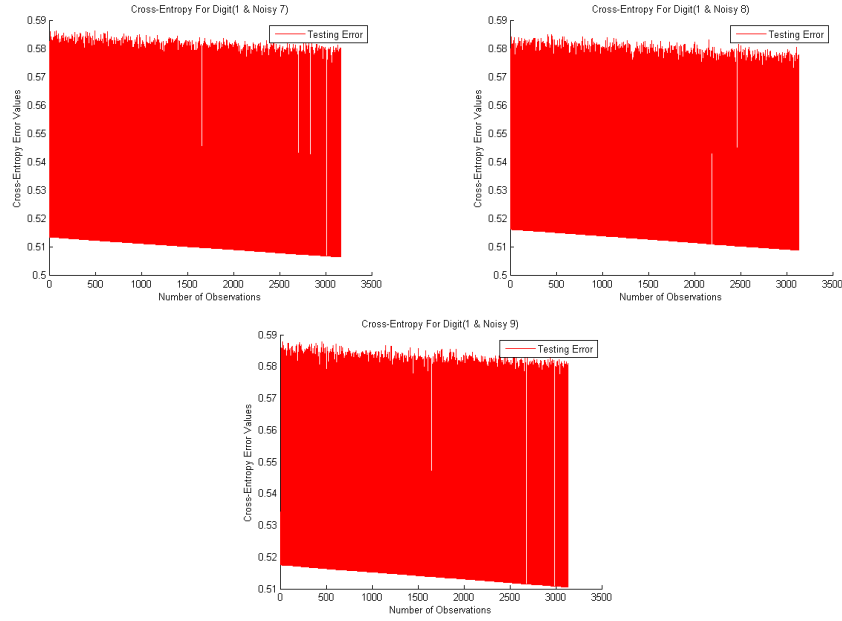 Cross-Entropy For Digit(1 & Noisy 7)
Testing Error
Cross-Entropy Error Values
0.59
0.58
0.57
0.56
0.55
0.54
0.53
0.52
0.51
0.5
0 500 1000 1500 2000 2500 3000 3500
Number of Observations
Cross-Entropy For Digit(1 & Noisy 8)
Testing Error
Cross-Entropy Error Values
0.59
0.58
0.57
0.56
0.55
0.54
0.53
0.52
0.51
0.5
0 500 1000 1500 2000 2500 3000 3500
Number of Observations
Cross-Entropy For Digit(1 & Noisy 9)
Testing Error
Cross-Entropy Error Values
0.59
0.58
0.57
0.56
0.55
0.54
0.53
0.52
0.51
0 500 1000 1500 2000 2500 3000 3500
Number of Observations